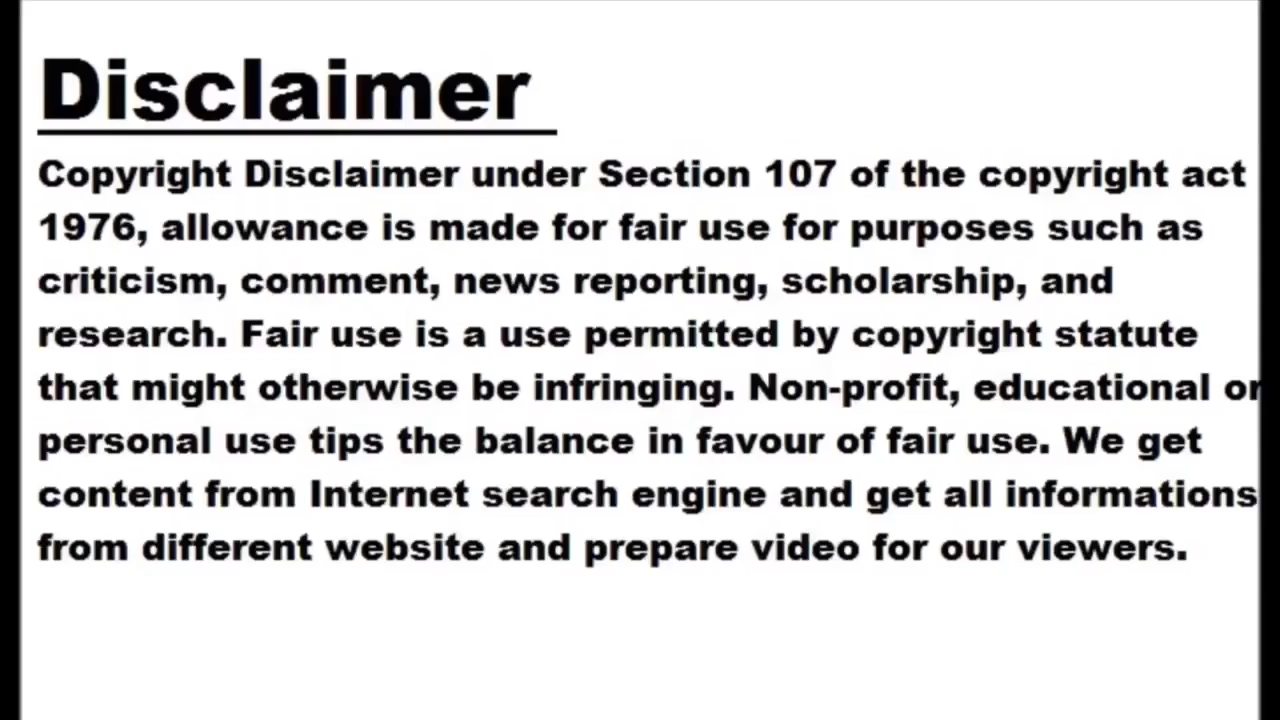 Disclaimer
Copyright Disclaimer under Section 107 of the copyright act
1976, allowance is made for fair use for purposes such as
criticism, comment, news reporting, scholarship, and
research. Fair use is a use permitted by copyright statute
that might otherwise be infringing. Non-profit, educational or
personal use tips the balance in favour of fair use. We get
content from Internet search engine and get all informations
from different website and prepare video for our viewers.